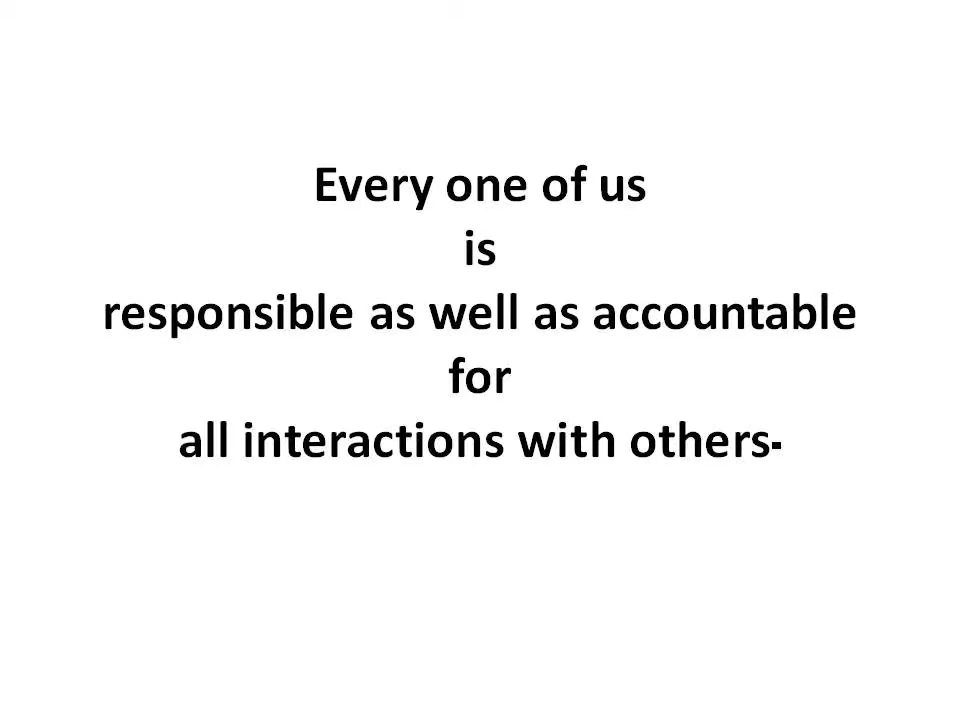 Every one of us
is
responsible as well as accountable
for
all interactions with others-